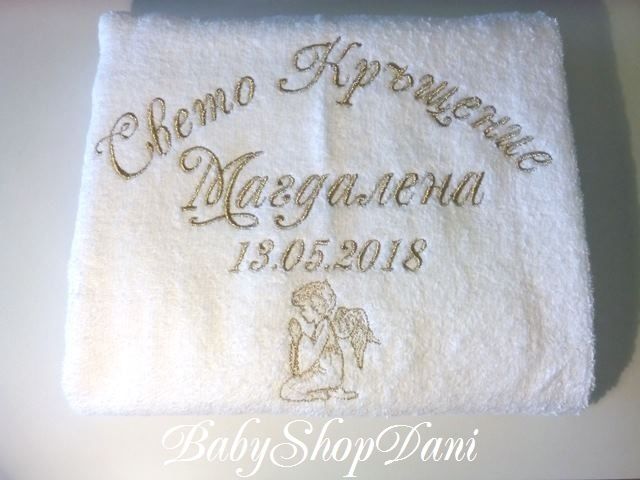 Свето Кръщение
Магдалена
13.05.2018
BabyShopDani